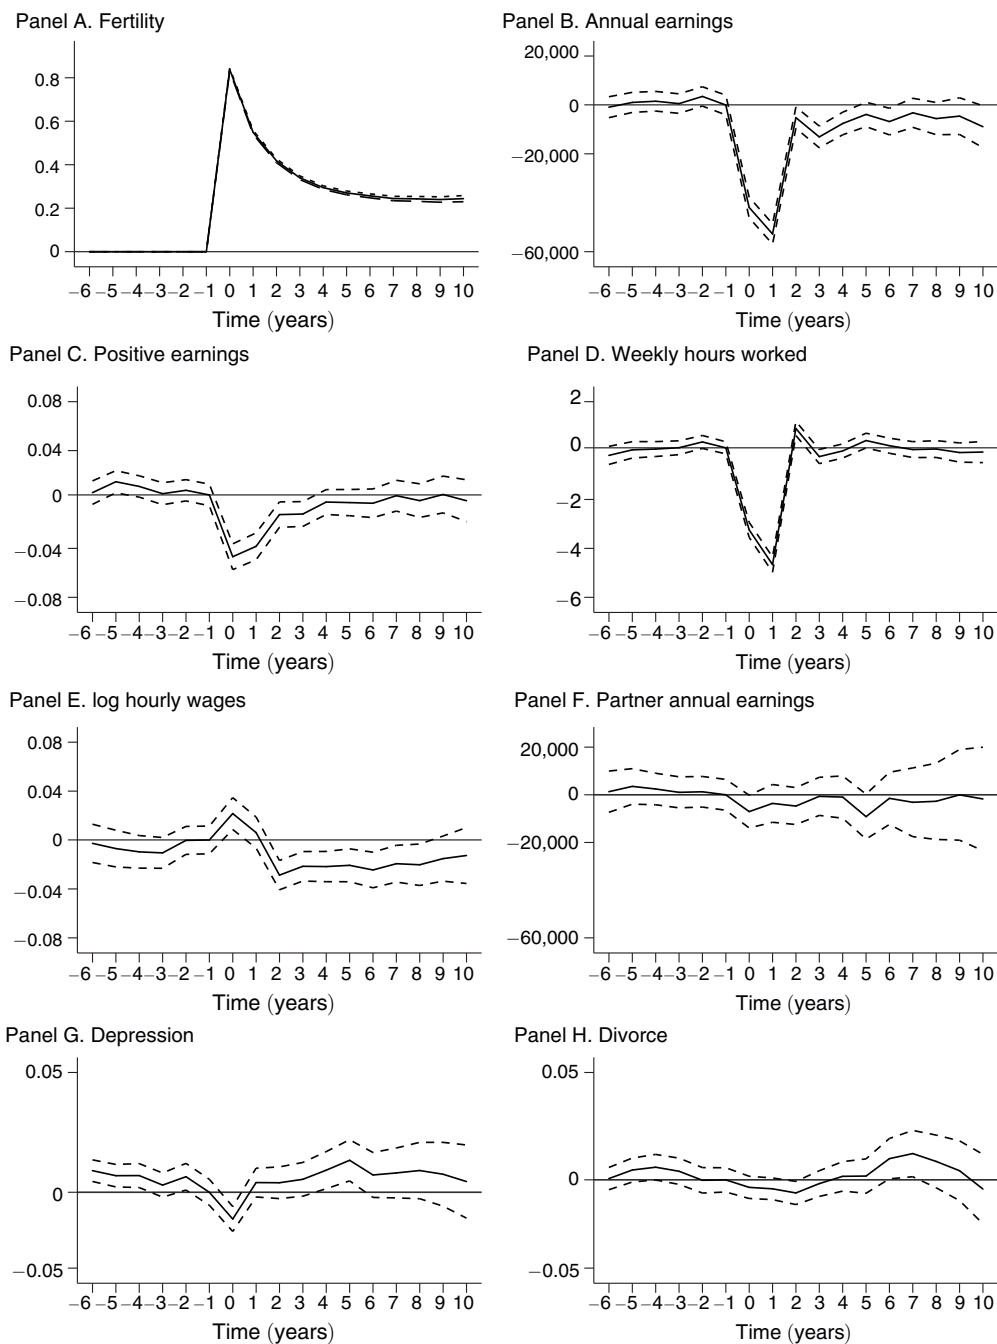 Panel A. Fertility
0.8
0.6
0.4
0.2
0
−6 −5 −4 −3 −2 −1 0 1 2 3 4 5 6 7 8 9 10
Time (years)
Panel B. Annual earnings
20,000
0
−20,000
−60,000
−6 −5 −4 −3 −2 −1 0 1 2 3 4 5 6 7 8 9 10
Time (years)
Panel C. Positive earnings
0.08
0.04
0
−0.04
−0.08
−6 −5 −4 −3 −2 −1 0 1 2 3 4 5 6 7 8 9 10
Time (years)
Panel D. Weekly hours worked
2
0
−2
−4
−6
−6 −5 −4 −3 −2 −1 0 1 2 3 4 5 6 7 8 9 10
Time (years)
Panel E. log hourly wages
0.08
0.04
0
−0.04
−0.08
−6 −5 −4 −3 −2 −1 0 1 2 3 4 5 6 7 8 9 10
Time (years)
Panel F. Partner annual earnings
20,000
0
−20,000
−60,000
−6 −5 −4 −3 −2 −1 0 1 2 3 4 5 6 7 8 9 10
Time (years)
Panel G. Depression
0.05
0
−0.05
−6 −5 −4 −3 −2 −1 0 1 2 3 4 5 6 7 8 9 10
Time (years)
Panel H. Divorce
0.05
0
−0.05
−6 −5 −4 −3 −2 −1 0 1 2 3 4 5 6 7 8 9 10
Time (years)